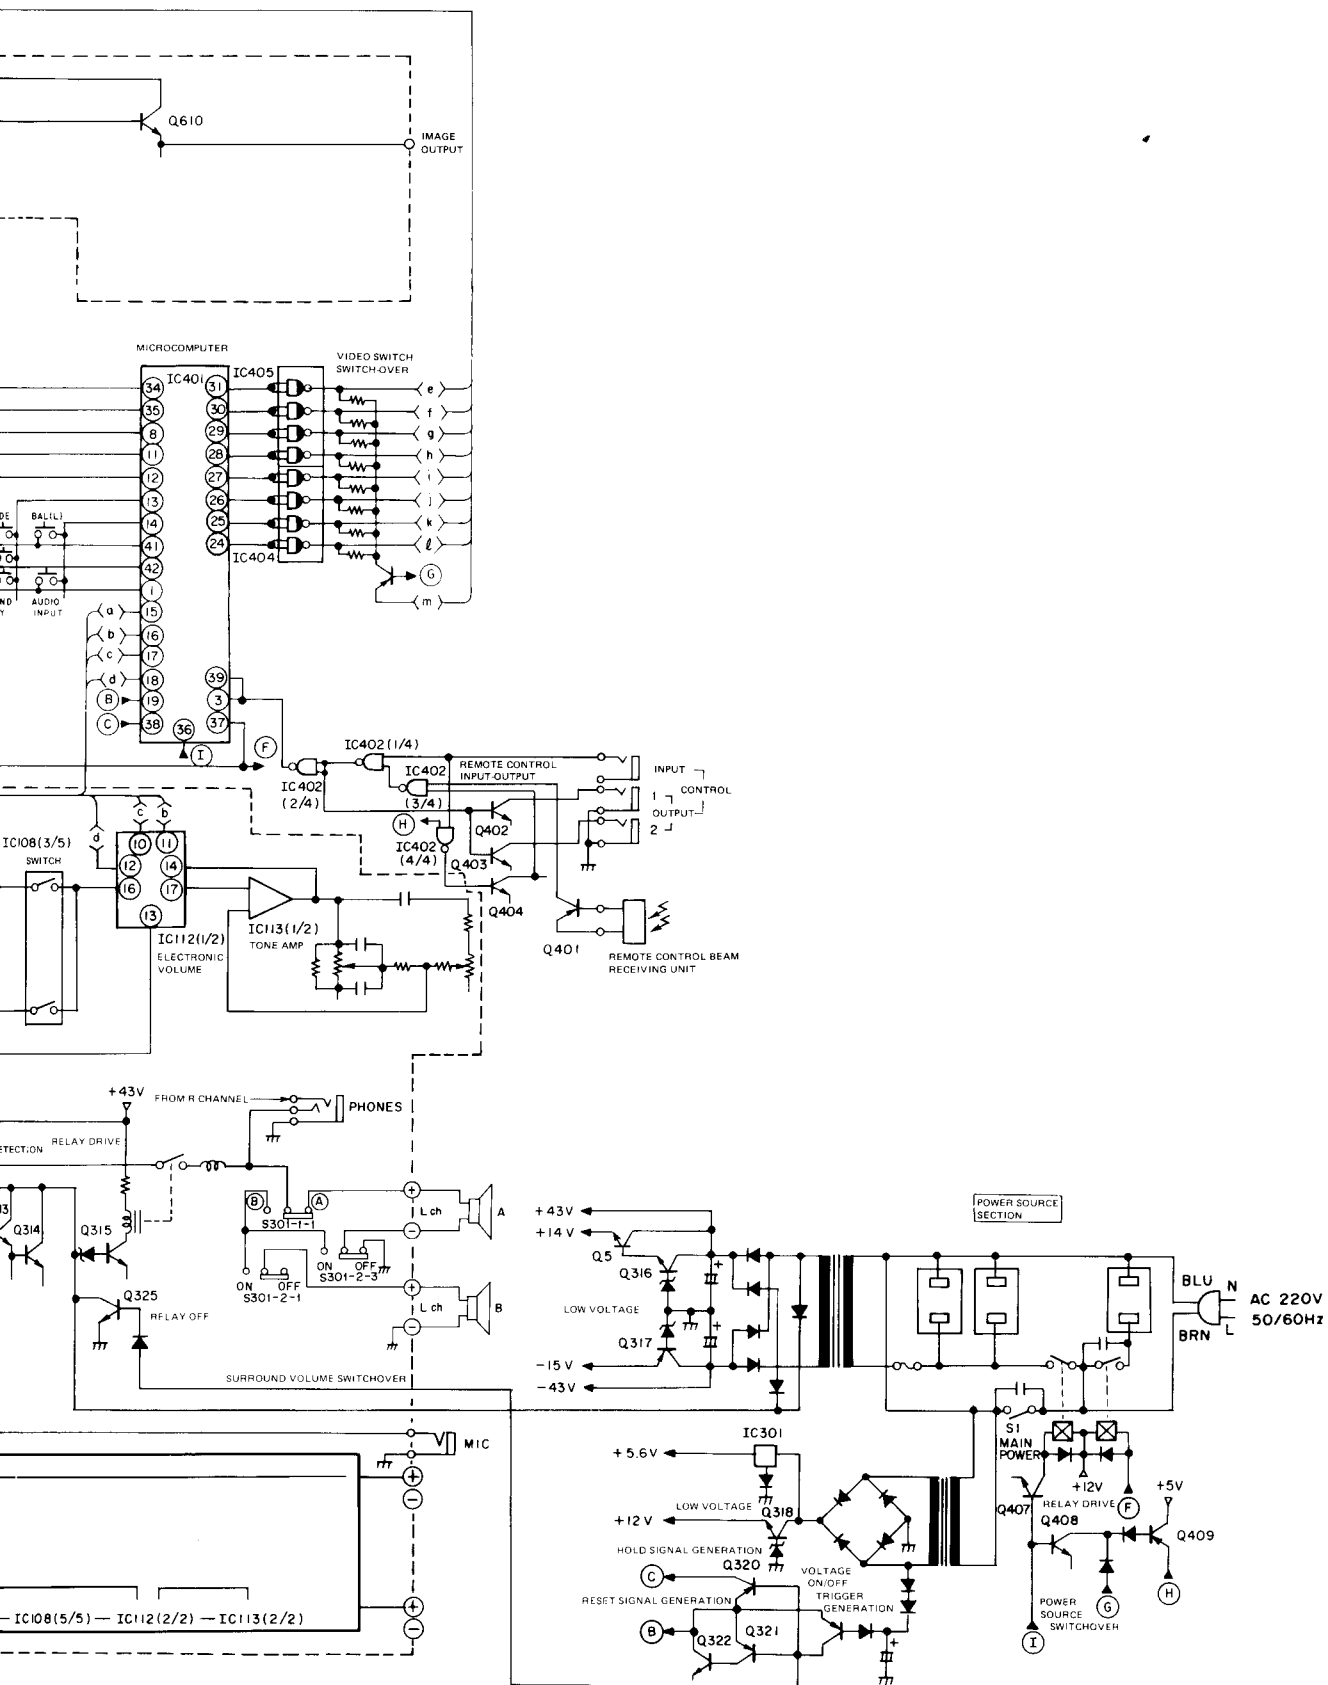 Q610
IMAGE
OUTPUT
MICROCOMPUTER
VIDEO SWITCH
SWITCH-OVER
IC401
IC405
34
31
e
35
30
f
8
29
g
11
28
h
12
27
i
13
26
j
DE
BAL(L)
14
25
k
41
24
ℓ
IC404
42
G
1
m
ND
Y
AUDIO
INPUT
a
15
b
16
c
17
d
18
39
B
19
3
C
38
36
37
I
F
IC402(1/4)
IC402
(2/4)
IC402
(3/4)
REMOTE CONTROL
INPUT-OUTPUT
INPUT
CONTROL
1
OUTPUT
2
H
IC402
(4/4)
Q402
Q403
Q404
Q401
REMOTE CONTROL BEAM
RECEIVING UNIT
IC108(3/5)
SWITCH
d
c
b
10
11
12
14
16
17
13
IC112(1/2)
ELECTRONIC
VOLUME
IC113(1/2)
TONE AMP
+43V
FROM R CHANNEL
PHONES
ETECTION
RELAY DRIVE
B
A
S301-1-1
+
L ch
A
−
13
Q314
Q315
ON
OFF
S301-2-3
ON
OFF
S301-2-1
+
L ch
B
−
Q325
RELAY OFF
SURROUND VOLUME SWITCHOVER
+43V
+14V
Q5
Q316
+
LOW VOLTAGE
Q317
+
-15V
-43V
POWER SOURCE
SECTION
BLU
N
AC 220V
50/60Hz
BRN
L
S1
MAIN
POWER
MIC
+
−
+
−
IC301
+5.6V
LOW VOLTAGE
Q318
+12V
HOLD SIGNAL GENERATION
Q320
C
RESET SIGNAL GENERATION
VOLTAGE
ON/OFF
TRIGGER
GENERATION
B
Q322
Q321
+
+12V
+5V
Q407
RELAY DRIVE
F
Q408
Q409
G
H
POWER
SOURCE
SWITCHOVER
I
— IC108(5/5) — IC112(2/2) — IC113(2/2)